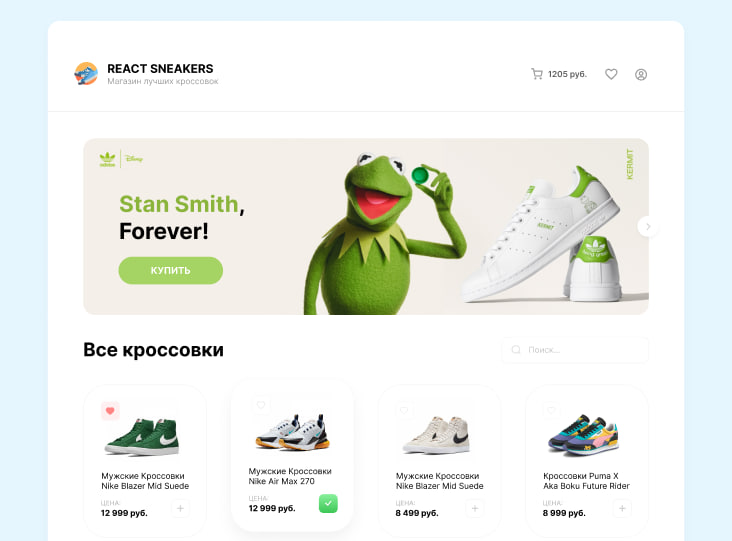 REACT SNEAKERS
Магазин лучших кроссовок
1205 руб.
adidas
Disney
KERMIT
Stan Smith,
Forever!
КУПИТЬ
KERMIT
Все кроссовки
Поиск...
Мужские Кроссовки
Nike Blazer Mid Suede
ЦЕНА:
12 999 руб.
Мужские Кроссовки
Nike Air Max 270
ЦЕНА:
12 999 руб.
Мужские Кроссовки
Nike Blazer Mid Suede
ЦЕНА:
8 499 руб.
Кроссовки Puma X
Aka Boku Future Rider
ЦЕНА:
8 999 руб.